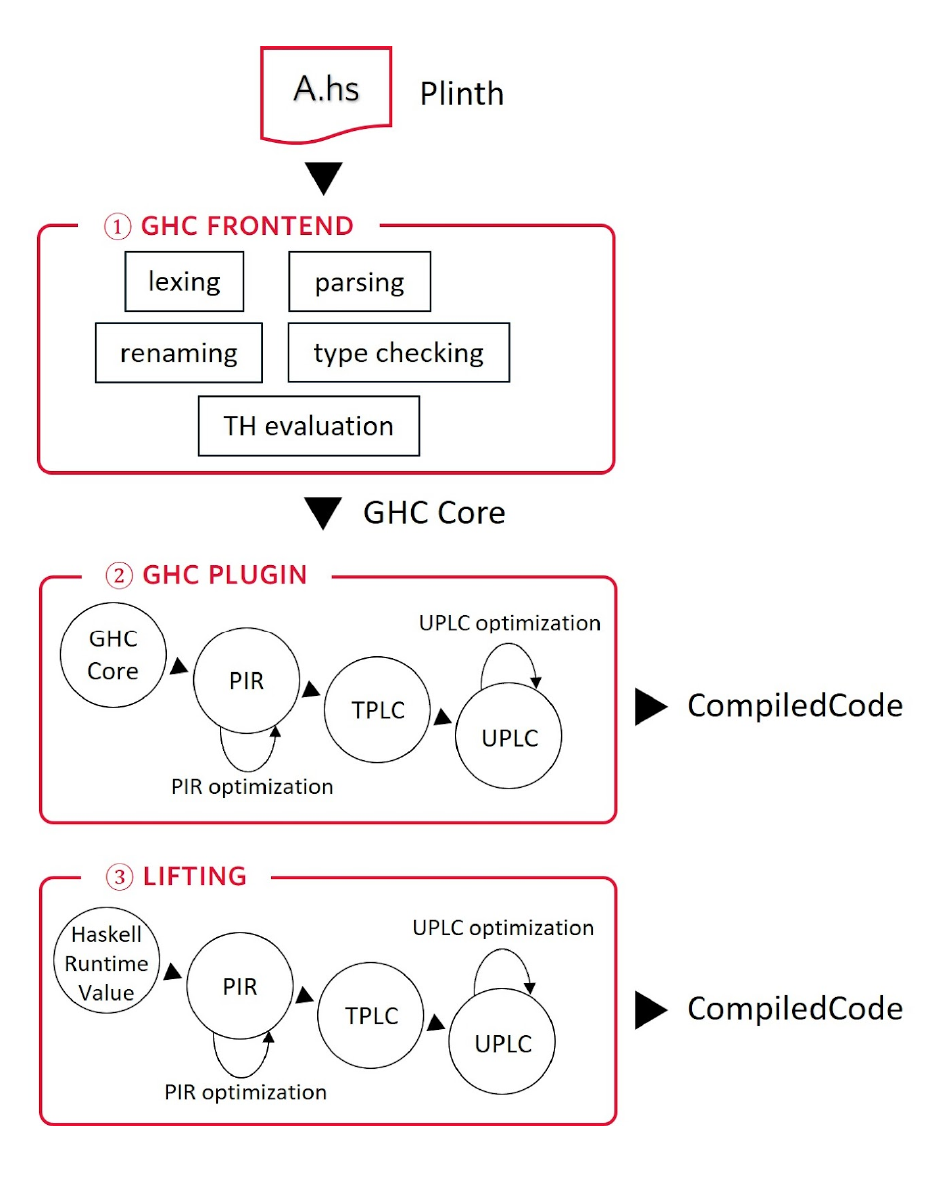 A.hs
Plinth
① GHC FRONTEND
lexing
parsing
renaming
type checking
TH evaluation
GHC Core
② GHC PLUGIN
GHC
Core
PIR
PIR optimization
TPLC
UPLC optimization
UPLC
CompiledCode
③ LIFTING
Haskell
Runtime
Value
PIR
PIR optimization
TPLC
UPLC optimization
UPLC
CompiledCode